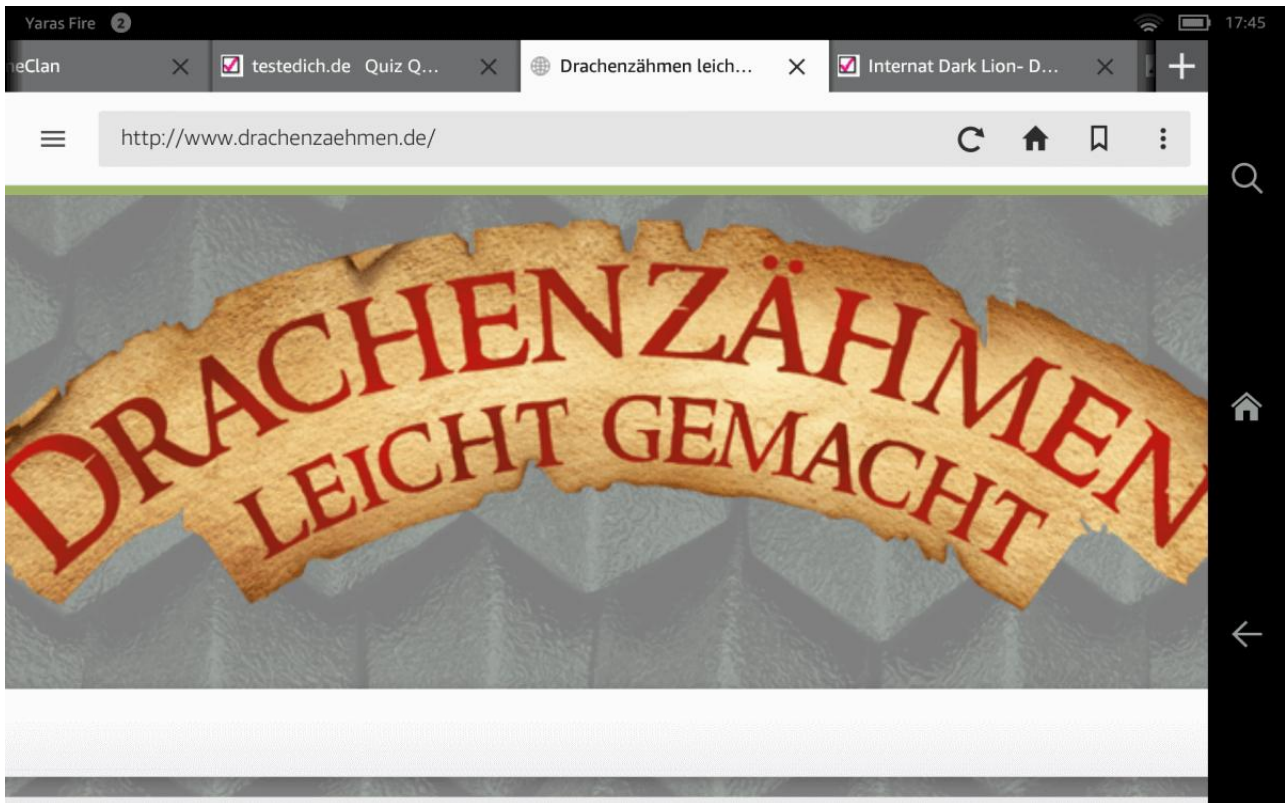 Yaras Fire 2 17:45
eClan testedich.de Quiz Q... Drachenzähmen leich... Internat Dark Lion- D...
http://www.drachenzaehmen.de/
DRACHENZÄHMEN
LEICHT GEMACHT